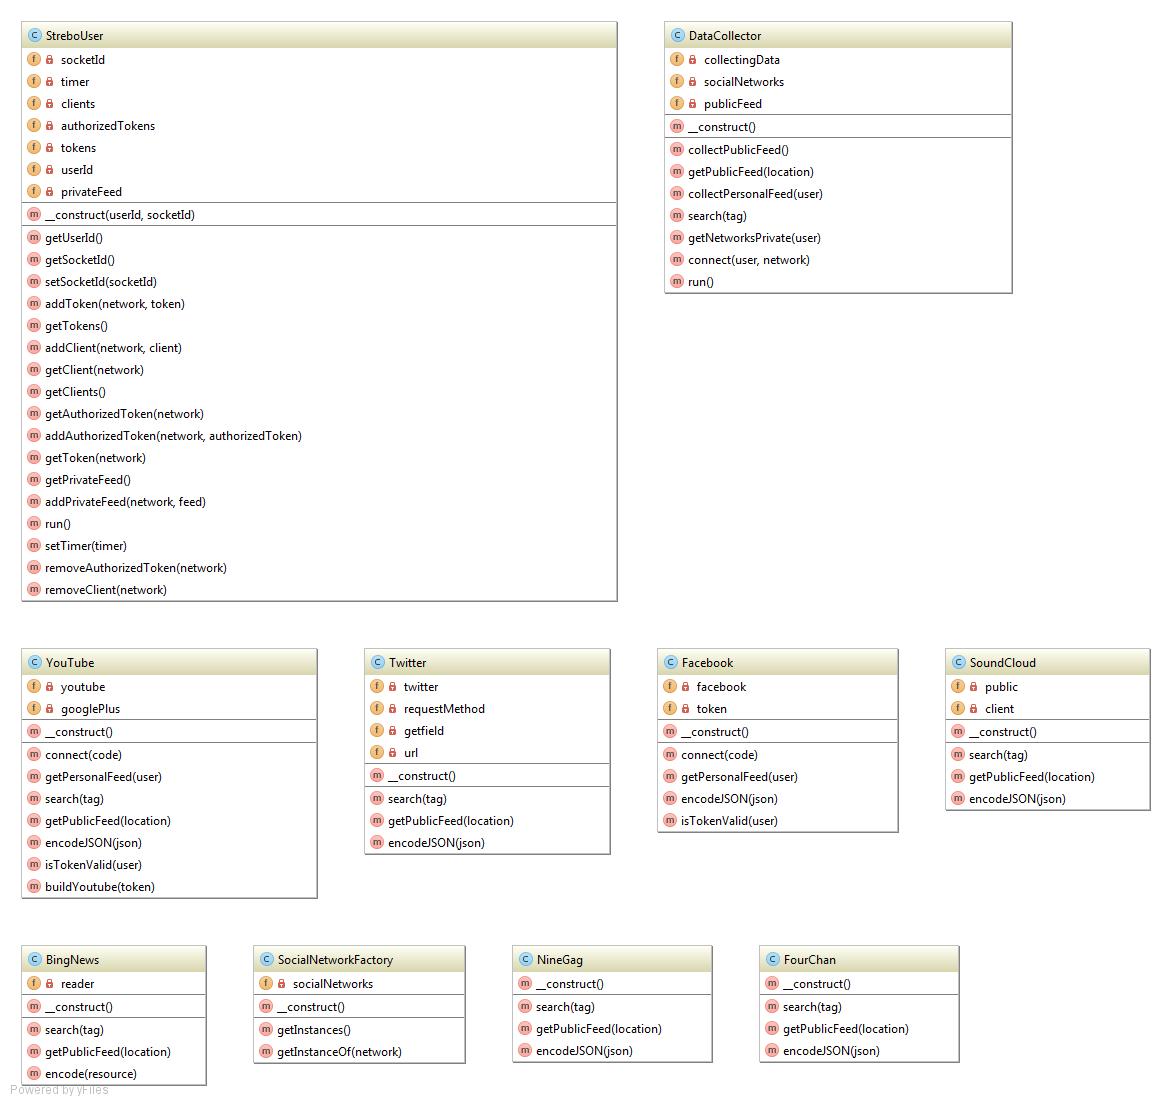 StreboUser
socketId
timer
clients
authorizedTokens
tokens
userId
privateFeed
__construct(userId, socketId)
getUserId()
getSocketId()
setSocketId(socketId)
addToken(network, token)
getTokens()
addClient(network, client)
getClient(network)
getClients()
getAuthorizedToken(network)
addAuthorizedToken(network, authorizedToken)
getToken(network)
getPrivateFeed()
addPrivateFeed(network, feed)
run()
setTimer(timer)
removeAuthorizedToken(network)
removeClient(network)
DataCollector
collectingData
socialNetworks
publicFeed
__construct()
collectPublicFeed()
getPublicFeed(location)
collectPersonalFeed(user)
search(tag)
getNetworksPrivate(user)
connect(user, network)
run()
YouTube
youtube
googlePlus
__construct()
connect(code)
getPersonalFeed(user)
search(tag)
getPublicFeed(location)
encodeJSON(json)
isTokenValid(user)
buildYoutube(token)
Twitter
twitter
requestMethod
getfield
url
__construct()
search(tag)
getPublicFeed(location)
encodeJSON(json)
Facebook
facebook
token
__construct()
connect(code)
getPersonalFeed(user)
encodeJSON(json)
isTokenValid(user)
SoundCloud
public
client
__construct()
search(tag)
getPublicFeed(location)
encodeJSON(json)
BingNews
reader
__construct()
search(tag)
getPublicFeed(location)
encode(resource)
SocialNetworkFactory
socialNetworks
__construct()
getInstances()
getInstanceOf(network)
NineGag
__construct()
search(tag)
getPublicFeed(location)
encodeJSON(json)
FourChan
__construct()
search(tag)
getPublicFeed(location)
encodeJSON(json)
Powered by yFiles